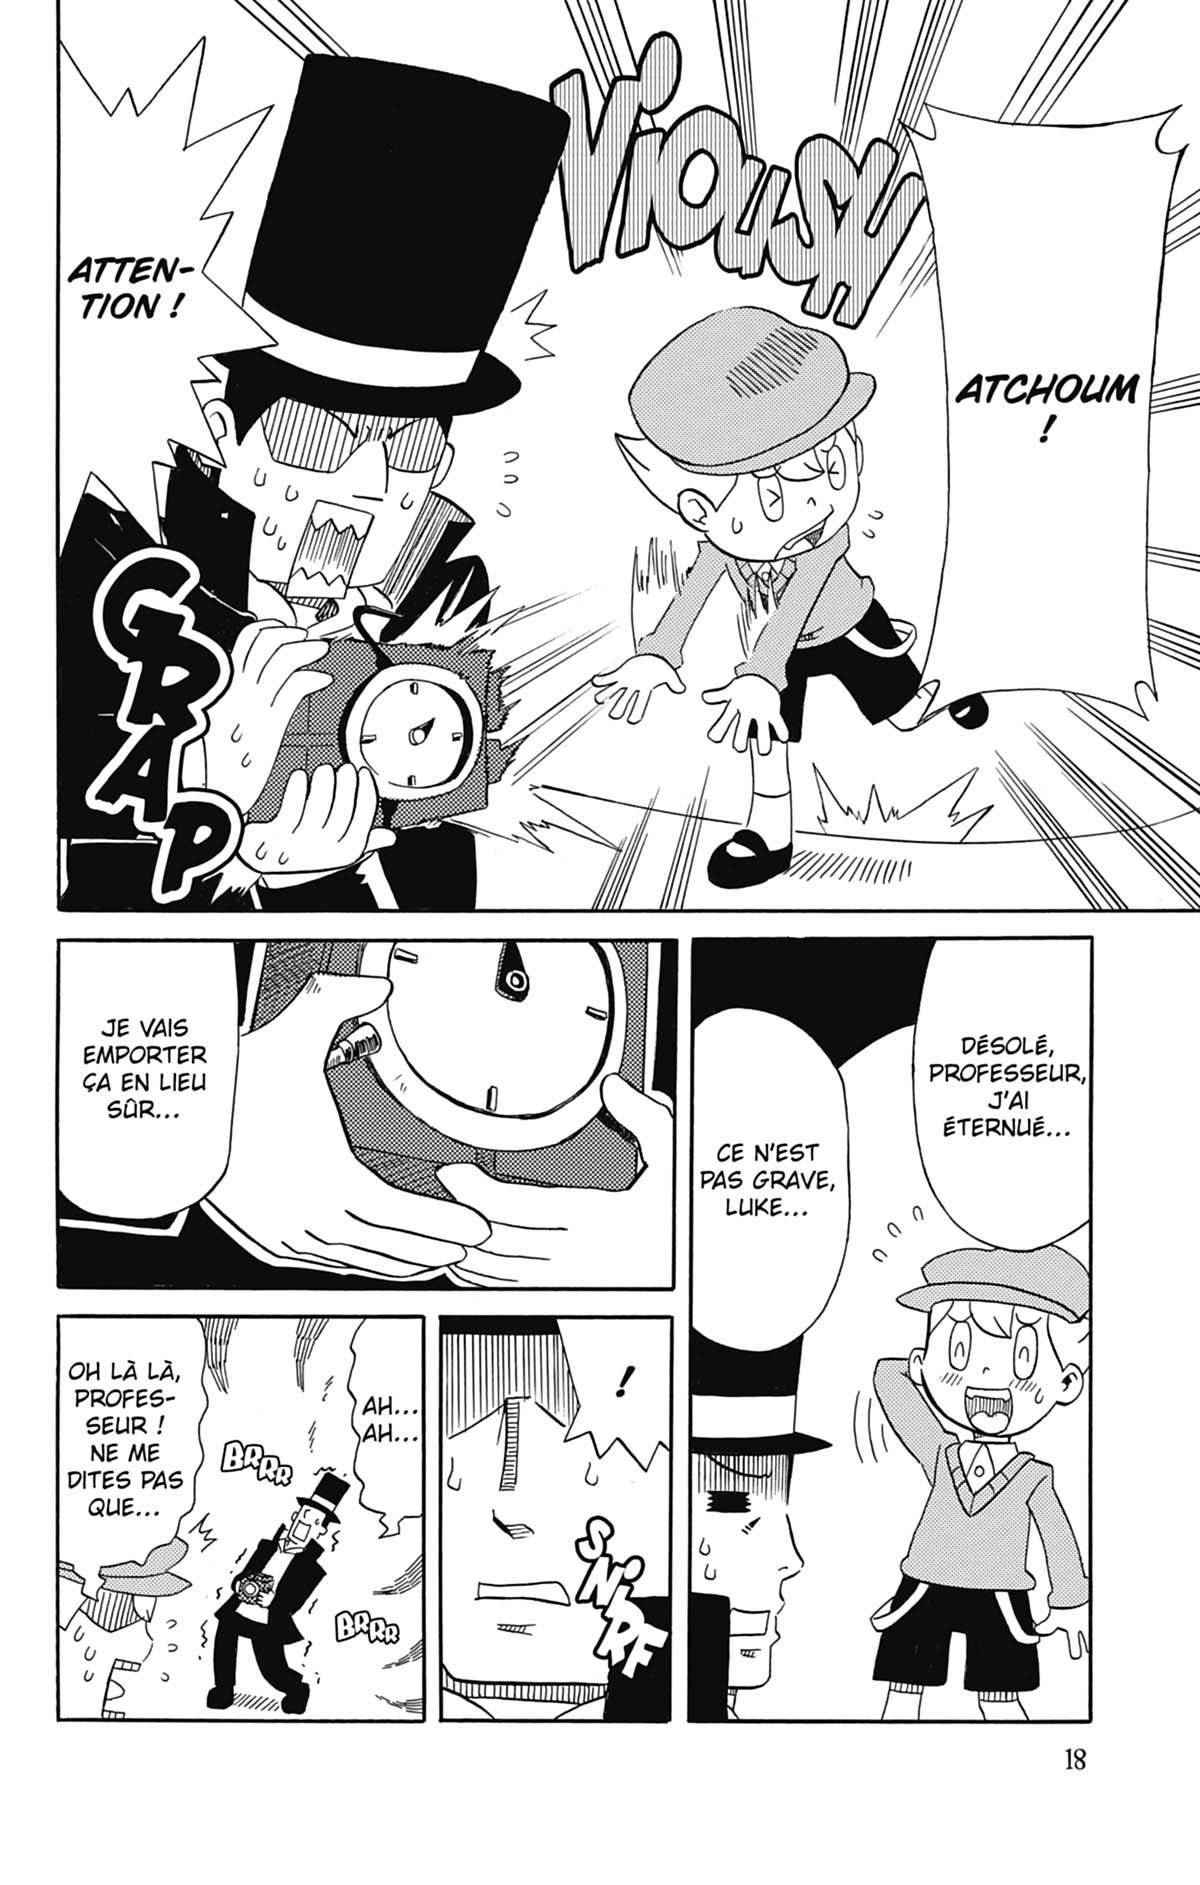 VIOUSH
ATCHOUM
!
ATTEN-
TION !
GRAP
DÉSOLÉ,
PROFESSEUR,
J'AI
ÉTERNUÉ...
CE N'EST
PAS GRAVE,
LUKE...
JE VAIS
EMPORTER
ÇA EN LIEU
SÛR...
!
SNIRF
AH...
AH...
BRRR
BRRR
OH LÀ LÀ,
PROFES-
SEUR !
NE ME
DITES PAS
QUE...
18